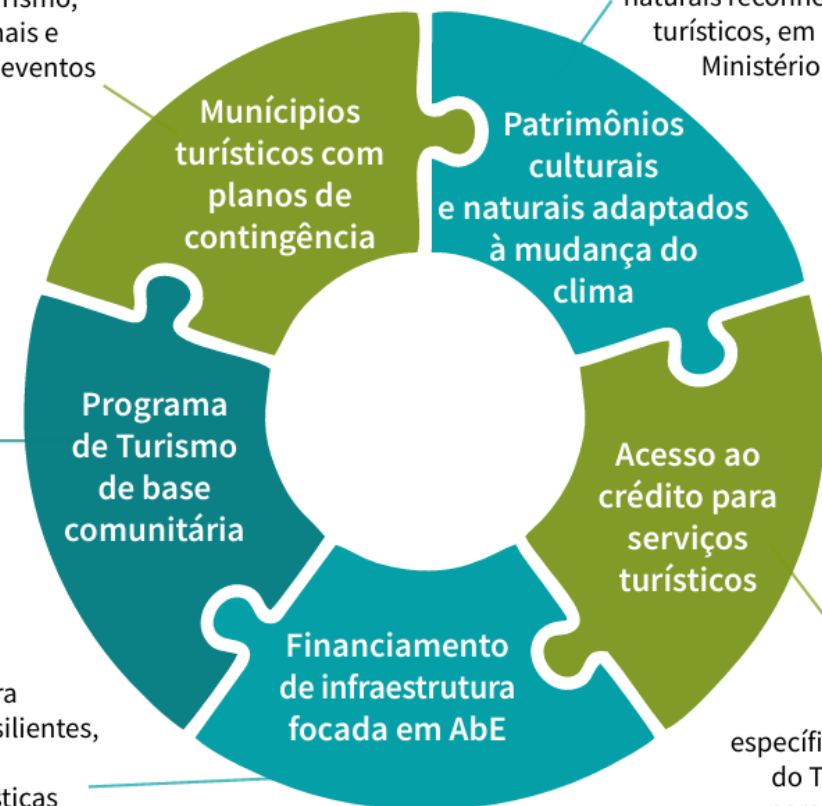 eventos
turísticos, em
Ministério
Munícipios
turísticos com
planos de
contingência
Patrimônios
culturais
e naturais adaptados
à mudança do
clima
Programa
de Turismo
de base
comunitária
Acesso ao
crédito para
serviços
turísticos
Financiamento
de infraestrutura
focada em AbE
do